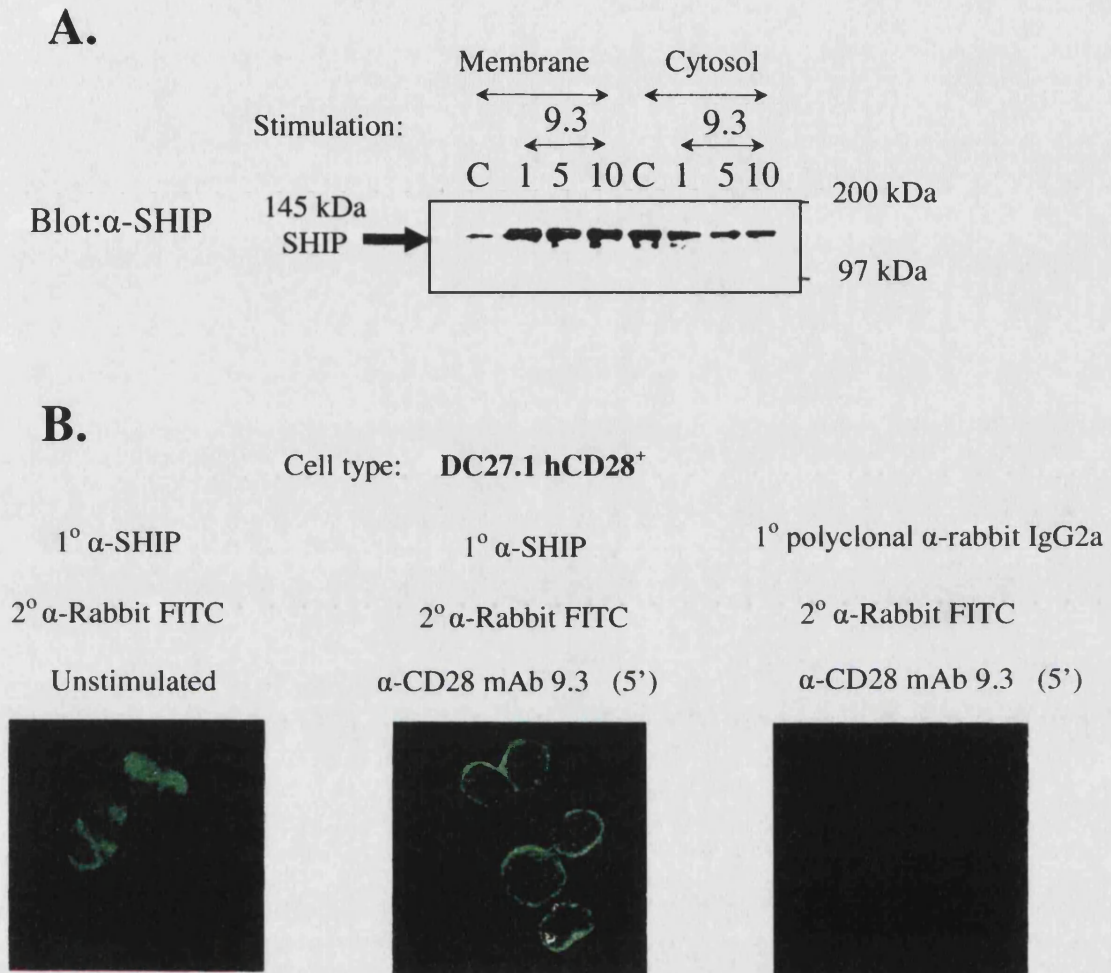 A.
Membrane Cytosol
Stimulation: 9.3 9.3
C 1 5 10 C 1 5 10
200 kDa
Blot:α-SHIP 145 kDa
SHIP
97 kDa
B.
Cell type: DC27.1 hCD28⁺
1° α-SHIP 1° α-SHIP 1° polyclonal α-rabbit IgG2a
2° α-Rabbit FITC 2° α-Rabbit FITC 2° α-Rabbit FITC
Unstimulated α-CD28 mAb 9.3 (5’) α-CD28 mAb 9.3 (5’)